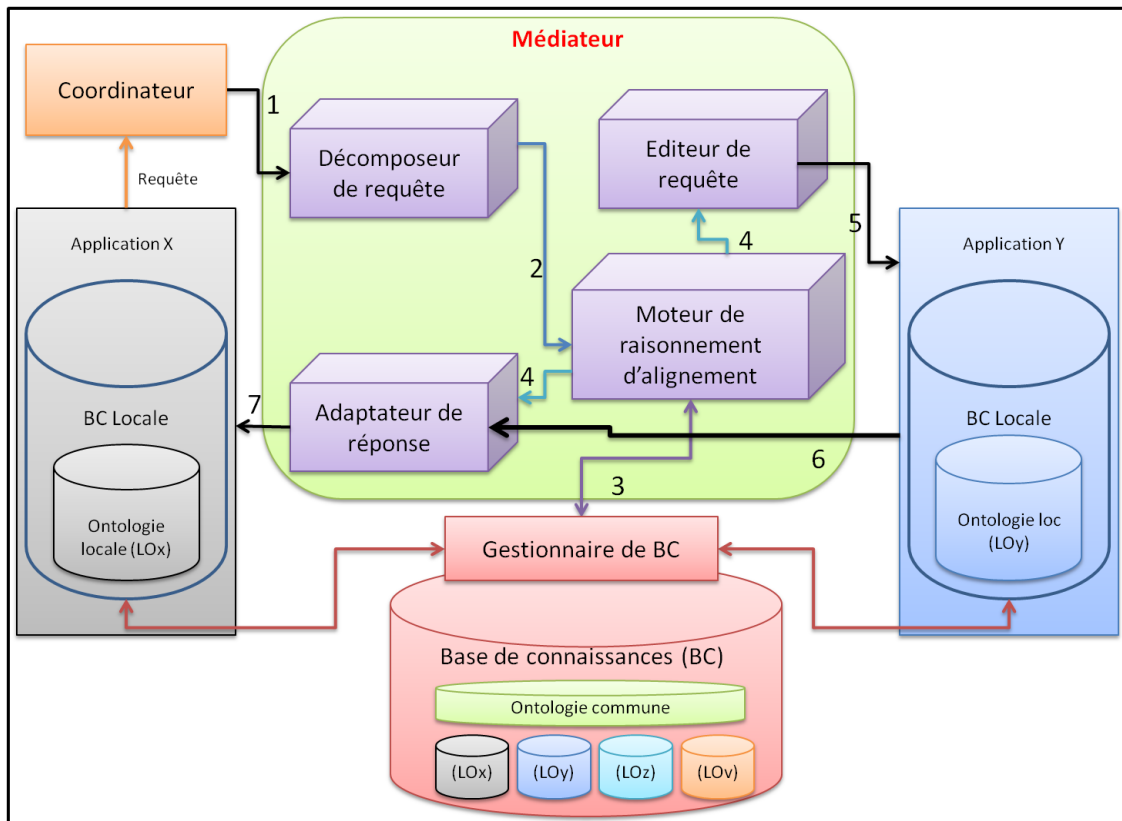 Médiateur
Coordinateur
1
Décomposeur
de requête
Editeur de
requête
Requête
Application X
2
4
5
Application Y
Moteur de
raisonnement
d'alignement
BC Locale
7
Adaptateur de
réponse
4
6
BC Locale
3
Ontologie
locale (LOx)
Ontologie loc
(LOy)
Gestionnaire de BC
Base de connaissances (BC)
Ontologie commune
(LOx)
(LOy)
(LOz)
(LOv)